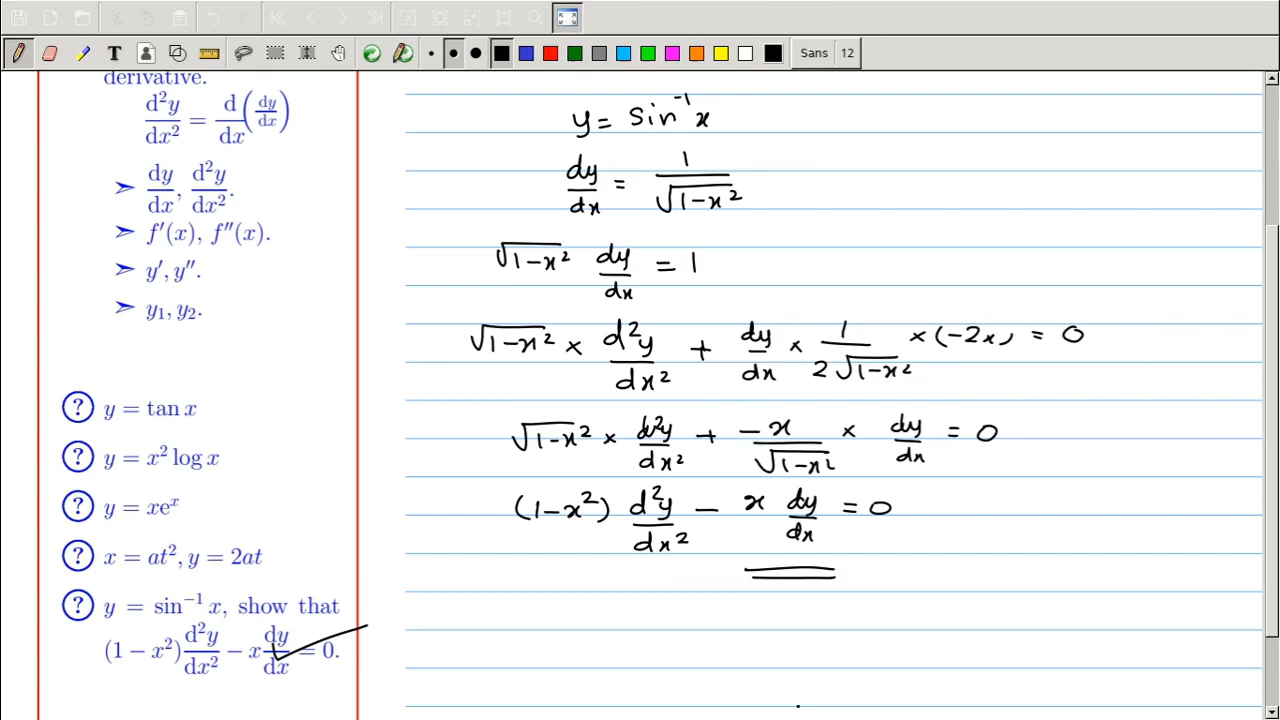 Sans 12
derivative.
d²y/dx² = d/dx (dy/dx)
➤ dy/dx, d²y/dx².
➤ f′(x), f″(x).
➤ y′, y″.
➤ y₁, y₂.
? y = tan x
? y = x² log x
? y = xeˣ
? x = at², y = 2at
? y = sin⁻¹ x, show that
(1 − x²) d²y/dx² − x dy/dx = 0.
y = sin⁻¹ x
dy/dx = 1/√(1−x²)
√(1−x²) dy/dx = 1
√(1−x²) × d²y/dx² + dy/dx × 1/(2√(1−x²)) × (−2x) = 0
√(1−x²) × d²y/dx² + −x/√(1−x²) × dy/dx = 0
(1−x²) d²y/dx² − x dy/dx = 0